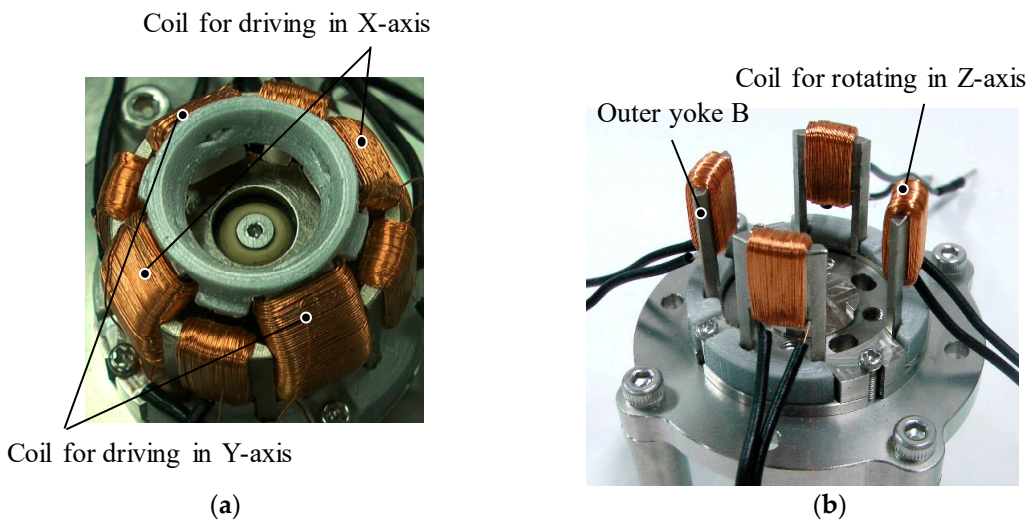 Coil for driving in X-axis
Coil for rotating in Z-axis
Outer yoke B
Coil for driving in Y-axis
(a)
(b)